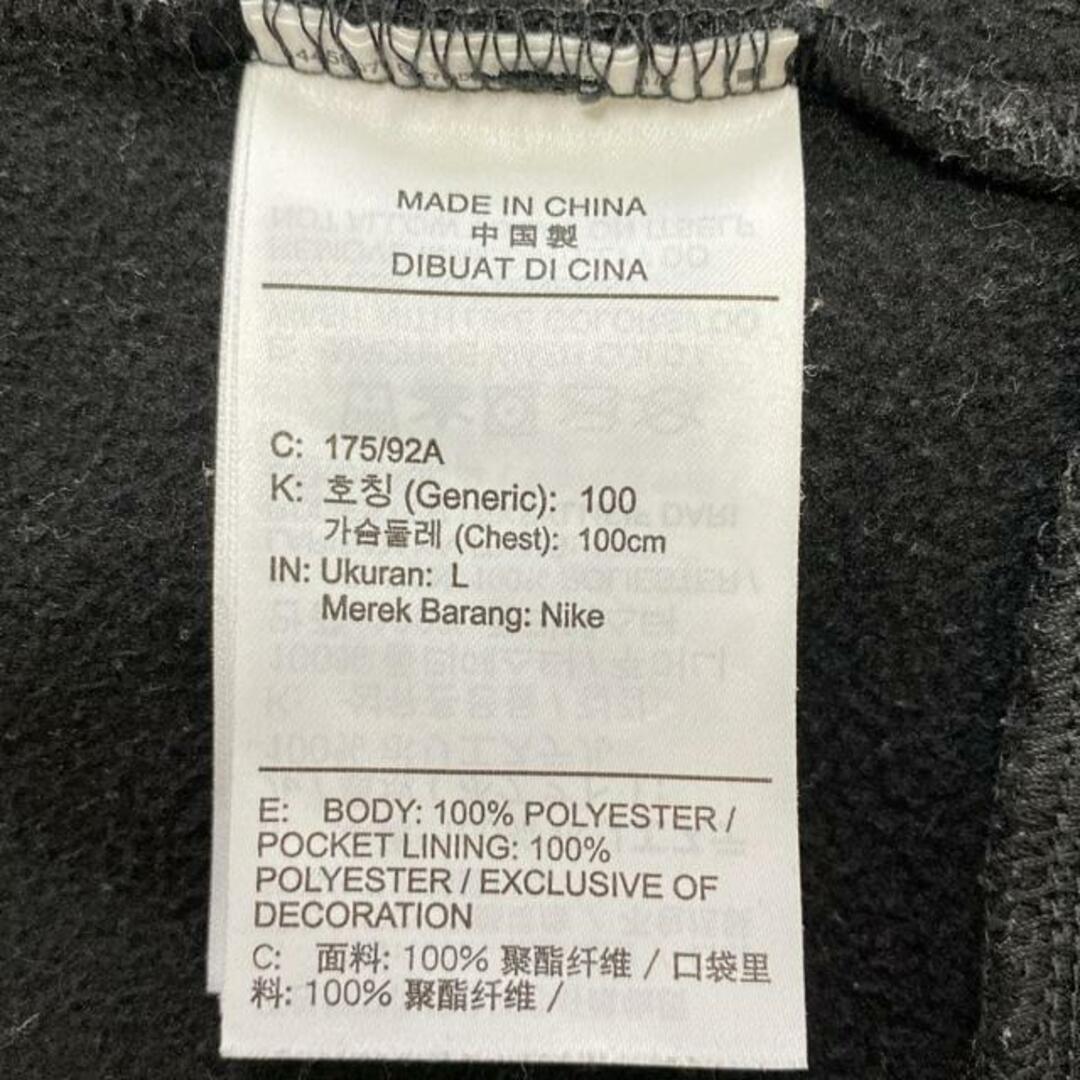 MADE IN CHINA
中国製
DIBUAT DI CINA
C: 175/92A
K: 호칭 (Generic): 100
가슴둘레 (Chest): 100cm
IN: Ukuran: L
Merek Barang: Nike
E: BODY: 100% POLYESTER /
POCKET LINING: 100%
POLYESTER / EXCLUSIVE OF
DECORATION
C: 面料: 100% 聚酯纤维 / 口袋里
料: 100% 聚酯纤维 /